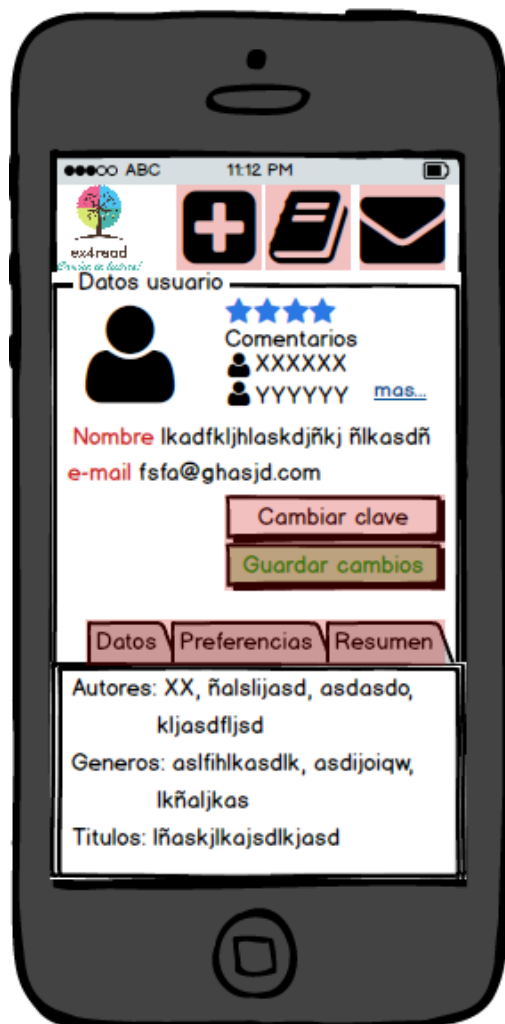 ABC 11:12 PM
ex4read
Datos usuario
Comentarios
XXXXXX
YYYYYY mas...
Nombre lkadfkljhlaskdjñkj ñlkasdñ
e-mail fsfa@ghasjd.com
Cambiar clave
Guardar cambios
Datos Preferencias Resumen
Autores: XX, ñalslijasd, asdasdo,
kljasdfljsd
Generos: aslfihlkasdlk, asdijoiqw,
lkñaljkas
Titulos: lñaskjlkajsdlkjasd